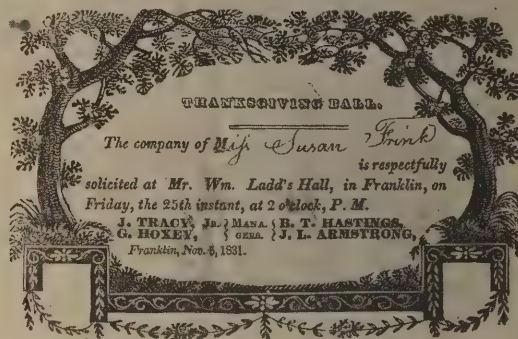 THANKSGIVING BALL.
The company of Miss Susan Frink
is respectfully
solicited at Mr. Wm. Ladd's Hall, in Franklin, on
Friday, the 25th instant, at 2 o'clock, P. M.
J. TRACY, JR. } MANA- { B. T. HASTINGS,
G. HOXEY, } GERS. { J. L. ARMSTRONG,
Franklin, Nov. 8, 1831.